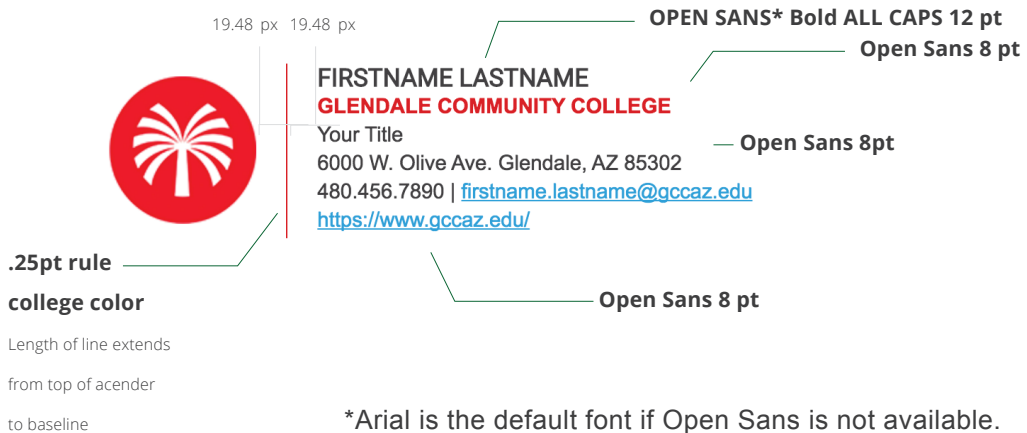 19.48 px 19.48 px
OPEN SANS* Bold ALL CAPS 12 pt
Open Sans 8 pt
FIRSTNAME LASTNAME
GLENDALE COMMUNITY COLLEGE
Your Title
6000 W. Olive Ave. Glendale, AZ 85302
480.456.7890 | firstname.lastname@gccaz.edu
https://www.gccaz.edu/
Open Sans 8pt
.25pt rule
college color
Length of line extends
from top of acender
to baseline
Open Sans 8 pt
*Arial is the default font if Open Sans is not available.